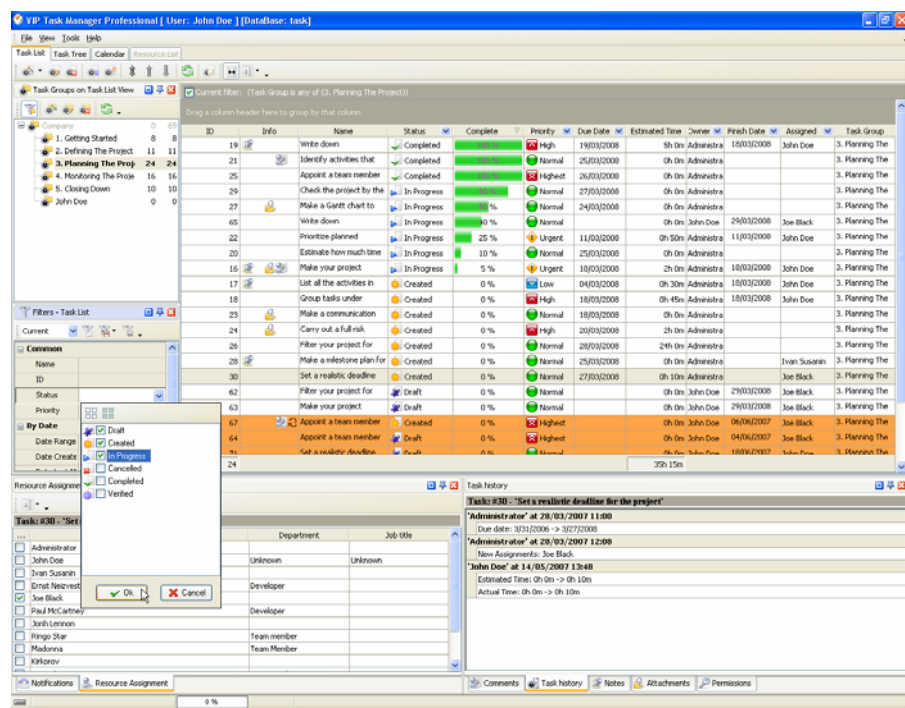 VIP Task Manager Professional [ User: John Doe ] [DataBase: task]
File View Tools Help
Task List Task Tree Calendar Resource List
Task Groups on Task List View
Current filter: (Task Group is any of (3. Planning The Project))
Drag a column header here to group by that column
Company 0 69
1. Getting Started 8 8
2. Defining The Project 11 11
3. Planning The Proj 24 24
4. Monitoring The Proje 16 16
5. Closing Down 10 10
John Doe 0 0
ID Info Name Status Complete Priority Due Date Estimated Time Owner Finish Date Assigned Task Group
19 Write down Completed 100 % High 19/03/2008 5h 0m Administra 18/03/2008 John Doe 3. Planning The
21 Identify activities that Completed 100 % Normal 25/03/2008 0h 0m Administra 3. Planning The
25 Appoint a team member Completed 100 % Highest 26/03/2008 0h 0m Administra 3. Planning The
29 Check the project by the In Progress Normal 27/03/2008 0h 0m Administra 3. Planning The
27 Make a Gantt chart to In Progress % Normal 24/03/2008 0h 0m Administra 3. Planning The
65 Write down In Progress 40 % Normal 0h 0m John Doe 29/03/2008 Joe Black 3. Planning The
22 Prioritize planned In Progress 25 % Urgent 11/03/2008 0h 50m Administra 11/03/2008 John Doe 3. Planning The
20 Estimate how much time In Progress 10 % Normal 25/03/2008 0h 0m Administra 3. Planning The
16 Make your project In Progress 5 % Urgent 10/03/2008 2h 0m Administra 10/03/2008 John Doe 3. Planning The
17 List all the activities in Created 0 % Low 04/03/2008 0h 30m Administra 18/03/2008 John Doe 3. Planning The
18 Group tasks under Created 0 % High 18/03/2008 0h 45m Administra 18/03/2008 John Doe 3. Planning The
23 Make a communication Created 0 % Normal 18/03/2008 0h 0m Administra 3. Planning The
24 Carry out a full risk Created 0 % High 20/03/2008 2h 0m Administra 3. Planning The
26 Filter your project for Created 0 % Normal 28/03/2008 24h 0m Administra 3. Planning The
28 Make a milestone plan for Created 0 % Normal 25/03/2008 0h 0m Administra Ivan Susanin 3. Planning The
30 Set a realistic deadline Created 0 % Normal 27/03/2008 0h 10m Administra Joe Black 3. Planning The
62 Filter your project for Draft 0 % Normal 0h 0m John Doe 29/03/2008 Joe Black 3. Planning The
63 Make your project Draft 0 % Normal 0h 0m John Doe 29/03/2008 Joe Black 3. Planning The
67 Appoint a team member Created 0 % Highest 0h 0m John Doe 06/06/2007 Joe Black 3. Planning The
64 Appoint a team member Draft 0 % Highest 0h 0m John Doe 04/06/2007 Joe Black 3. Planning The
71 Set a realistic deadline Draft 0 % Normal 0h 0m John Doe 18/06/2007 Joe Black 3. Planning The
24 35h 15m
Filters - Task List
Current
Common
Name
ID
Status
Priority
By Date
Date Range
Date Create
Draft
Created
In Progress
Cancelled
Completed
Verified
Ok Cancel
Resource Assignme
Task: #30 - 'Set
Department Job title
Administrator
John Doe Unknown Unknown
Ivan Susanin
Ernst Neizvest Developer
Joe Black
Paul McCartney Developer
Jonh Lennon
Ringo Star Team member
Madonna Team Member
Kirkorov
Notifications Resource Assignment
Task history
Task: #30 - 'Set a realistic deadline for the project'
'Administrator' at 28/03/2007 11:00
Due date: 3/31/2006 -> 3/27/2008
'Administrator' at 28/03/2007 12:08
New Assignments: Joe Black
'John Doe' at 14/05/2007 13:48
Estimated Time: 0h 0m -> 0h 10m
Actual Time: 0h 0m -> 0h 10m
Comments Task history Notes Attachments Permissions
0 %